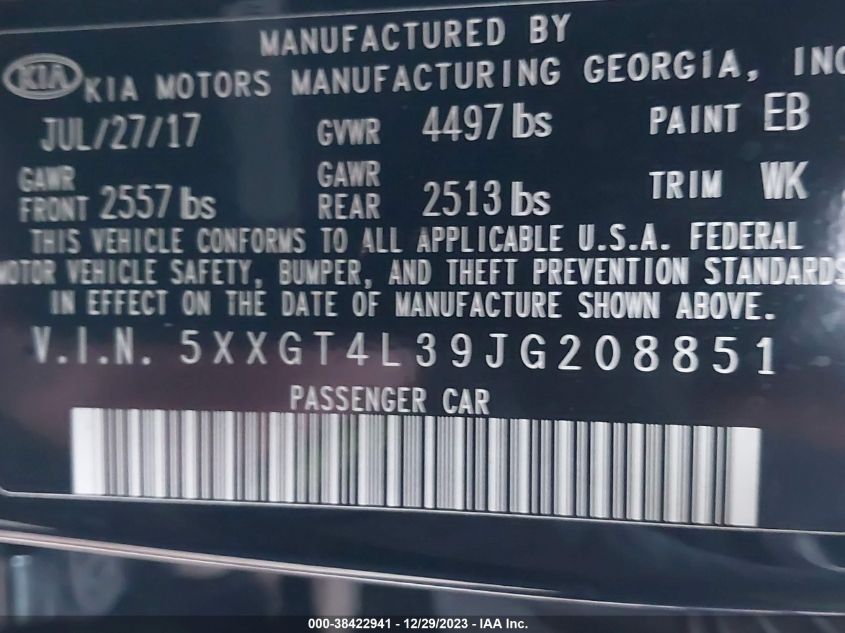 MANUFACTURED BY
KIA KIA MOTORS MANUFACTURING GEORGIA, INC
JUL/27/17 GVWR 4497 lbs PAINT EB
GAWR FRONT 2557 lbs GAWR REAR 2513 lbs TRIM WK
THIS VEHICLE CONFORMS TO ALL APPLICABLE U.S.A. FEDERAL
MOTOR VEHICLE SAFETY, BUMPER, AND THEFT PREVENTION STANDARDS
IN EFFECT ON THE DATE OF MANUFACTURE SHOWN ABOVE.
V.I.N. 5XXGT4L39JG208851
PASSENGER CAR
000-38422941 - 12/29/2023 - IAA Inc.